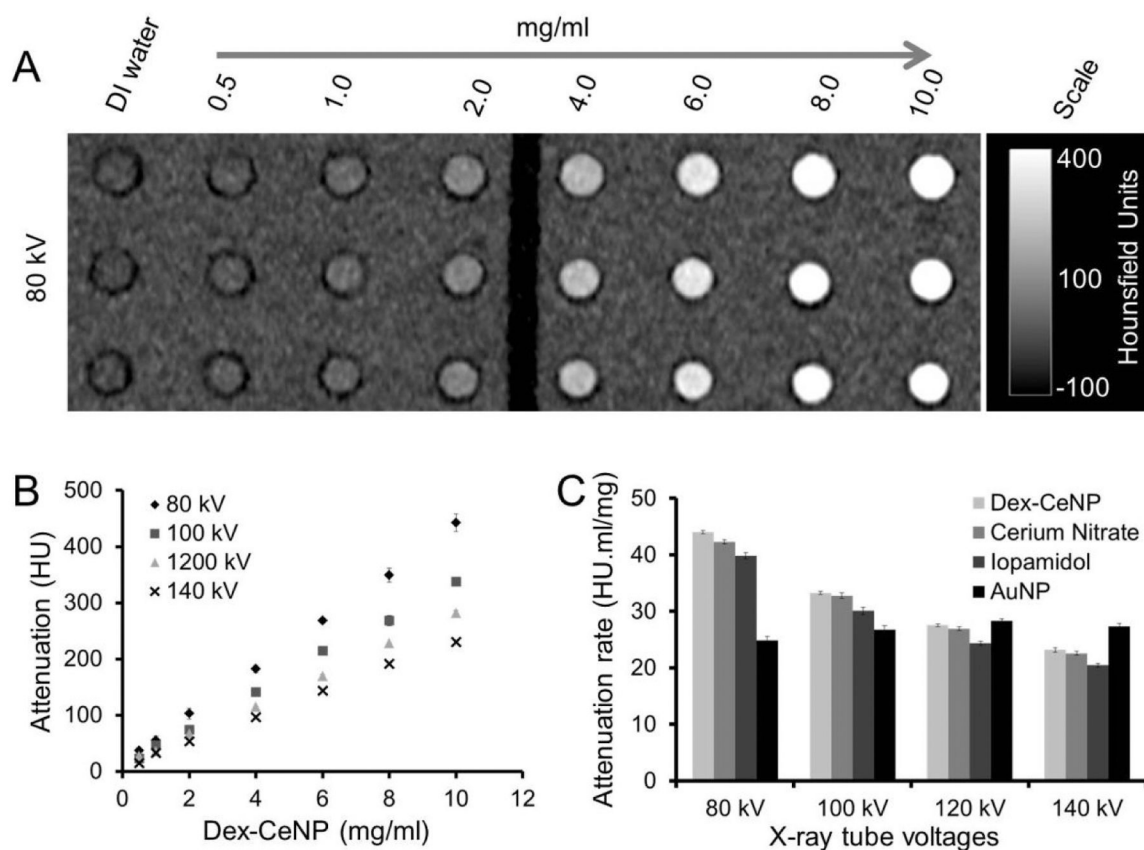 mg/ml
A
DI water
0.5
1.0
2.0
4.0
6.0
8.0
10.0
Scale
80 kV
400
100
-100
Hounsfield Units
B
500
400
300
200
100
0
Attenuation (HU)
80 kV
100 kV
1200 kV
140 kV
0 2 4 6 8 10 12
Dex-CeNP (mg/ml)
C
50
40
30
20
10
0
Attenuation rate (HU.ml/mg)
Dex-CeNP
Cerium Nitrate
Iopamidol
AuNP
80 kV 100 kV 120 kV 140 kV
X-ray tube voltages